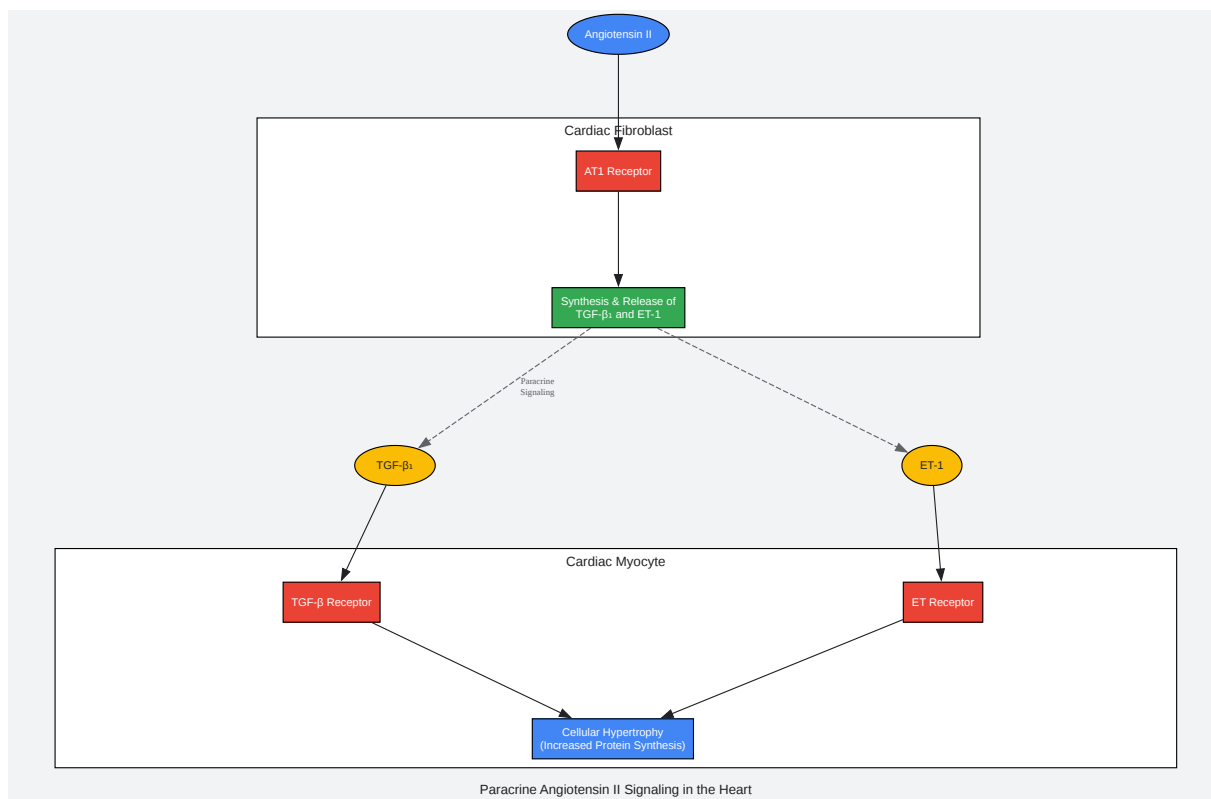 Angiotensin II
Cardiac Fibroblast
AT1 Receptor
Synthesis & Release of
TGF-β₁ and ET-1
Paracrine
Signaling
TGF-β₁
ET-1
Cardiac Myocyte
TGF-β Receptor
ET Receptor
Cellular Hypertrophy
(Increased Protein Synthesis)
Paracrine Angiotensin II Signaling in the Heart